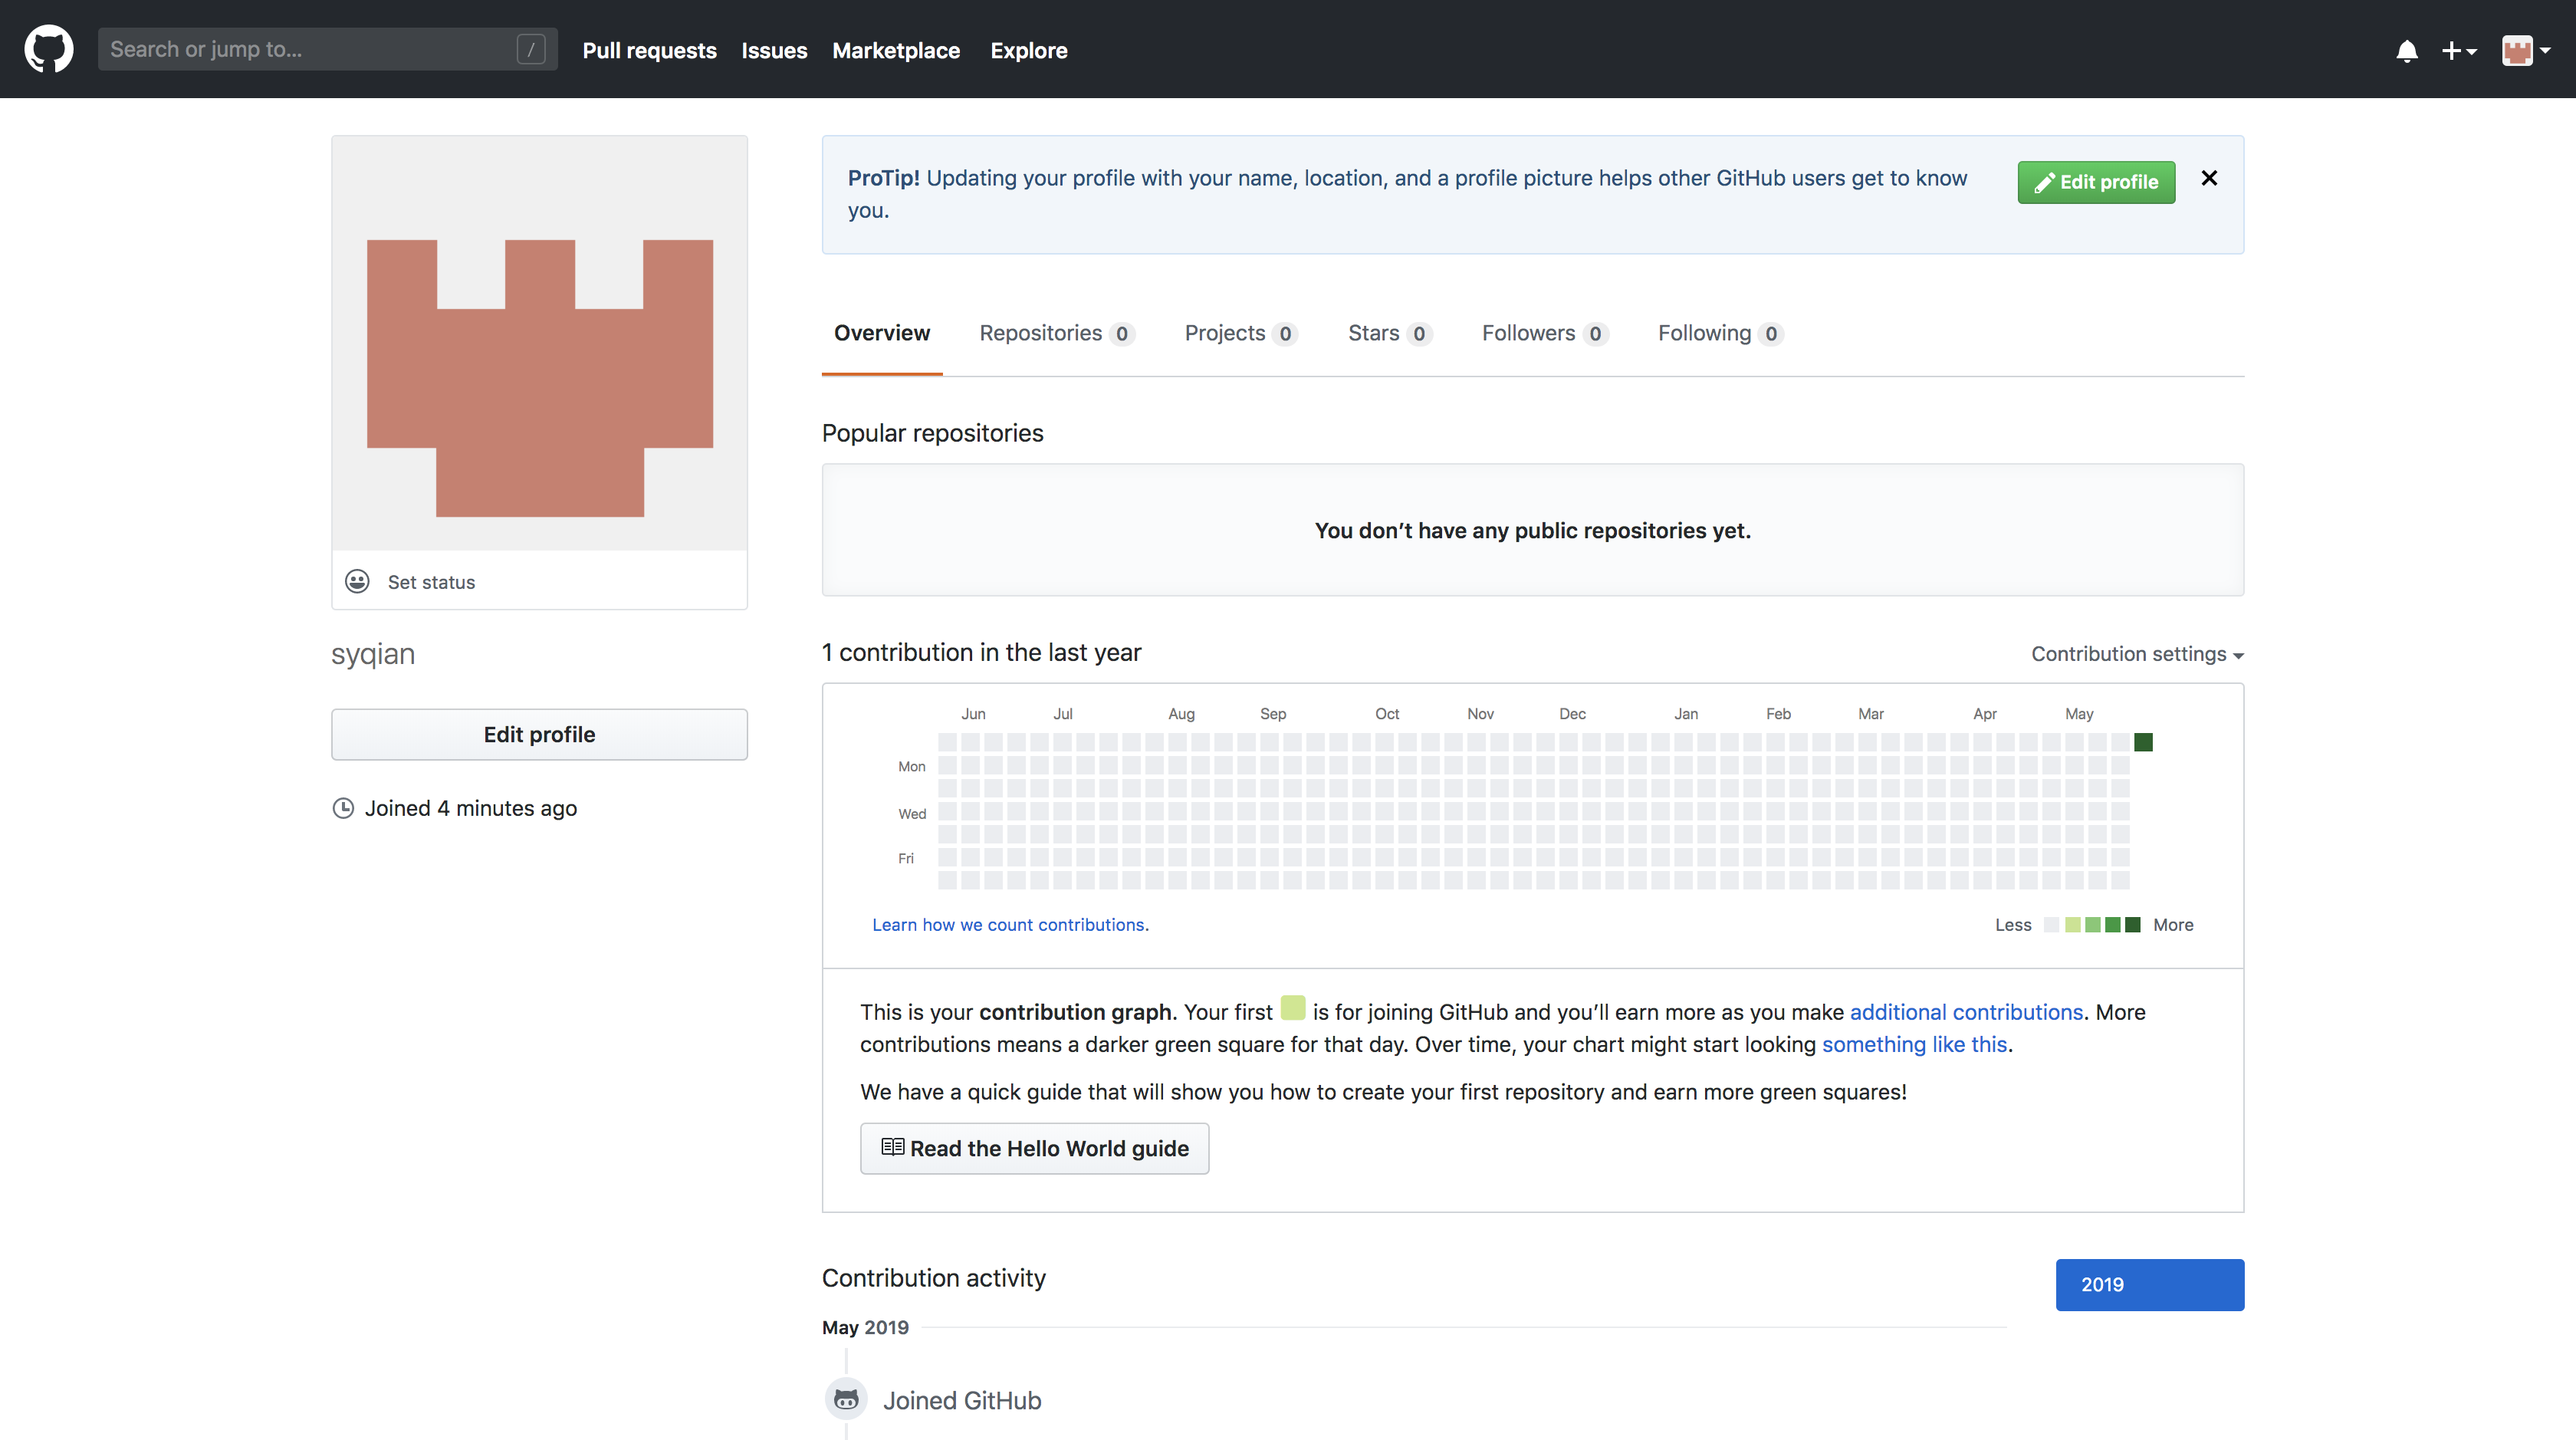 Search or jump to... /
Pull requests Issues Marketplace Explore
ProTip! Updating your profile with your name, location, and a profile picture helps other GitHub users get to know
you.
Edit profile
Set status
syqian
Edit profile
Joined 4 minutes ago
Overview Repositories 0 Projects 0 Stars 0 Followers 0 Following 0
Popular repositories
You don’t have any public repositories yet.
1 contribution in the last year
Contribution settings
Jun Jul Aug Sep Oct Nov Dec Jan Feb Mar Apr May
Mon
Wed
Fri
Learn how we count contributions.
Less More
This is your contribution graph. Your first is for joining GitHub and you’ll earn more as you make additional contributions. More
contributions means a darker green square for that day. Over time, your chart might start looking something like this.
We have a quick guide that will show you how to create your first repository and earn more green squares!
Read the Hello World guide
Contribution activity
2019
May 2019
Joined GitHub